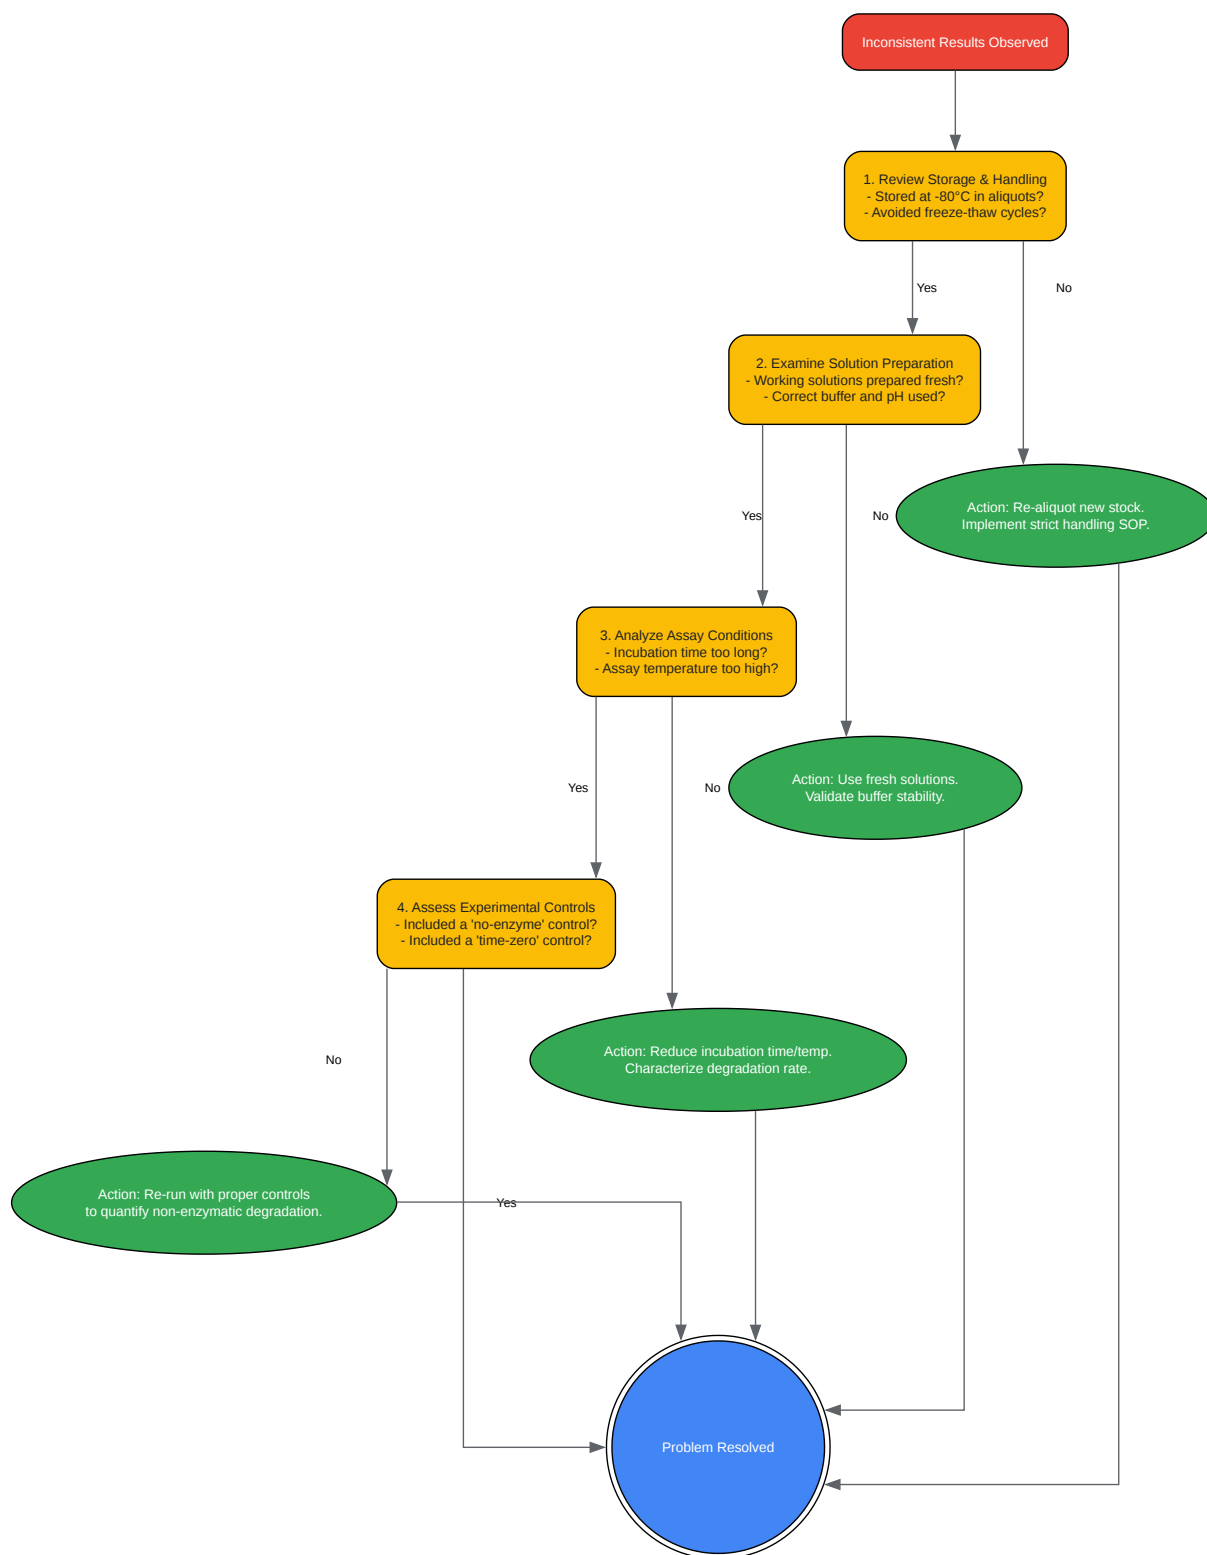 Inconsistent Results Observed
1. Review Storage & Handling
- Stored at -80°C in aliquots?
- Avoided freeze-thaw cycles?
Yes
No
2. Examine Solution Preparation
- Working solutions prepared fresh?
- Correct buffer and pH used?
Yes
No
Action: Re-aliquot new stock.
Implement strict handling SOP.
3. Analyze Assay Conditions
- Incubation time too long?
- Assay temperature too high?
Yes
No
Action: Use fresh solutions.
Validate buffer stability.
4. Assess Experimental Controls
- Included a 'no-enzyme' control?
- Included a 'time-zero' control?
No
Action: Reduce incubation time/temp.
Characterize degradation rate.
Action: Re-run with proper controls
to quantify non-enzymatic degradation.
Yes
Problem Resolved